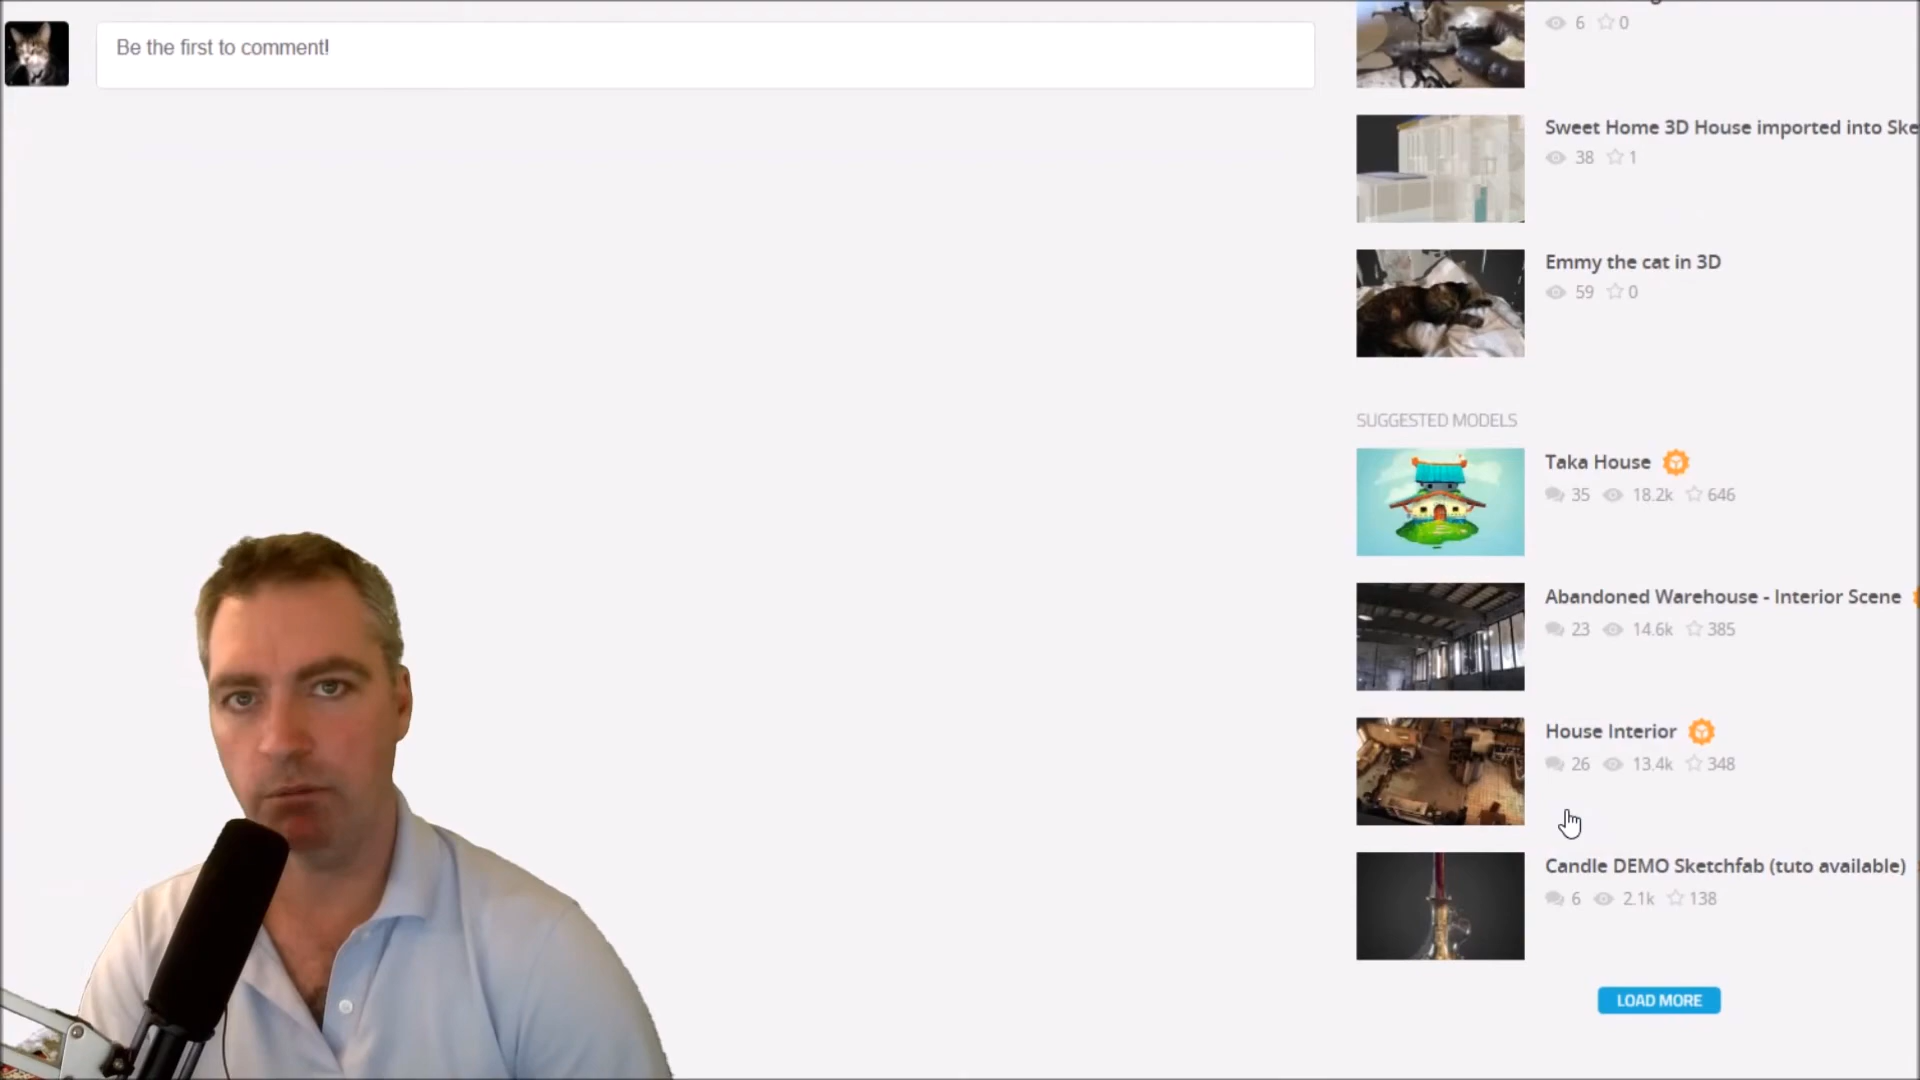 Be the first to comment!
6 0
Sweet Home 3D House imported into Ske
38 1
Emmy the cat in 3D
59 0
SUGGESTED MODELS
Taka House
35 18.2k 646
Abandoned Warehouse - Interior Scene
23 14.6k 385
House Interior
26 13.4k 348
Candle DEMO Sketchfab (tuto available)
6 2.1k 138
LOAD MORE